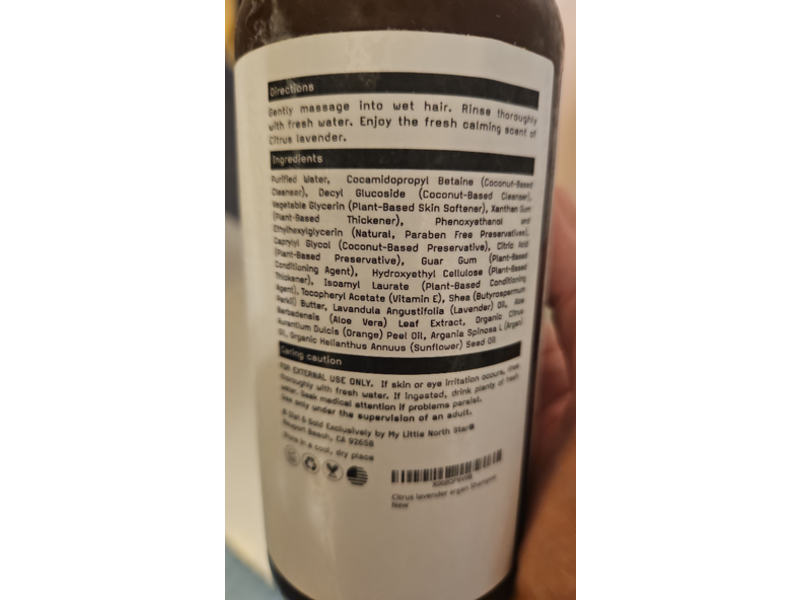 Directions
Gently massage into wet hair. Rinse thoroughly
with fresh water. Enjoy the fresh calming scent of
Citrus lavender.
Ingredients
Purified Water, Cocamidopropyl Betaine (Coconut-Based
Cleanser), Decyl Glucoside (Coconut-Based Cleanser),
Vegetable Glycerin (Plant-Based Skin Softener), Xanthan Gum
(Plant-Based Thickener), Phenoxyethanol and
Ethylhexylglycerin (Natural, Paraben Free Preservatives),
Caprylyl Glycol (Coconut-Based Preservative), Citric Acid
(Plant-Based Preservative), Guar Gum (Plant-Based
Conditioning Agent), Hydroxyethyl Cellulose (Plant-Based
Thickener), Isoamyl Laurate (Plant-Based Conditioning
Agent), Tocopheryl Acetate (Vitamin E), Shea (Butyrospermum
Parkii) Butter, Lavandula Angustifolia (Lavender) Oil, Aloe
Barbadensis (Aloe Vera) Leaf Extract, Organic Citrus
Aurantium Dulcis (Orange) Peel Oil, Argania Spinosa L (Argan)
Oil, Organic Helianthus Annuus (Sunflower) Seed Oil
Caring caution
FOR EXTERNAL USE ONLY. If skin or eye irritation occurs, rinse
thoroughly with fresh water. If ingested, drink plenty of fresh
water. Seek medical attention if problems persist.
Use only under the supervision of an adult.
Sold Exclusively by My Little North Star®
Newport Beach, CA 92658
Store in a cool, dry place
Citrus lavender argan Shampoo
New